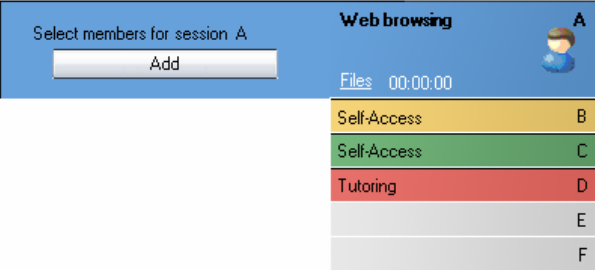 Select members for session A
Add
Web browsing A
Files 00:00:00
Self-Access B
Self-Access C
Tutoring D
E
F